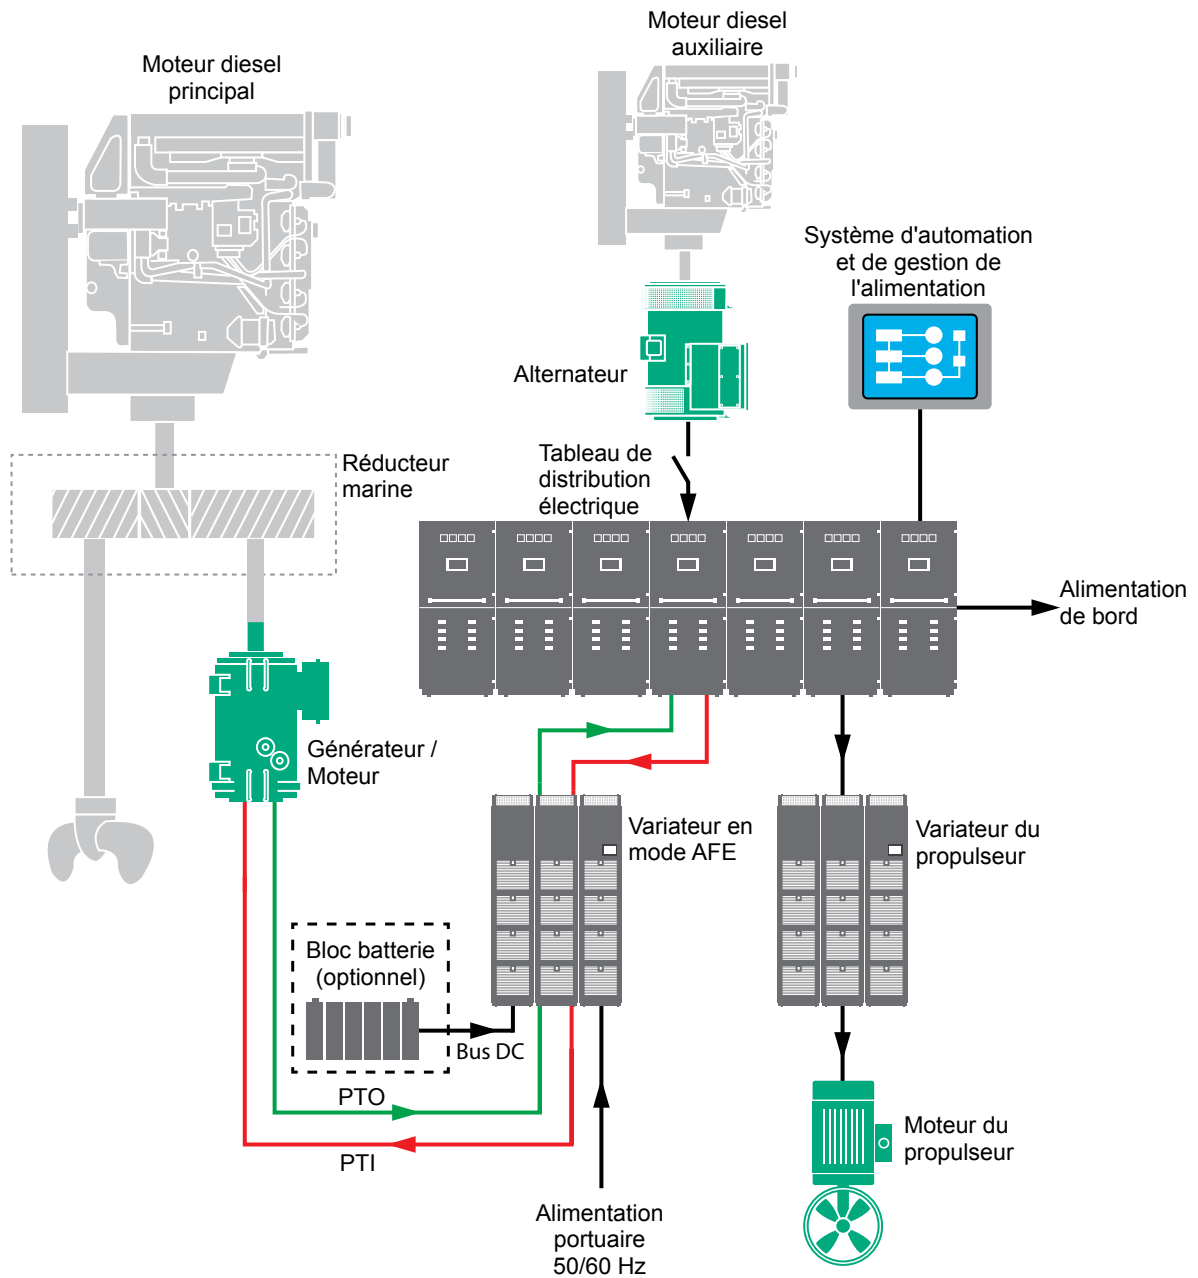 Moteur diesel
auxiliaire
Moteur diesel
principal
Système d'automation
et de gestion de
l'alimentation
Alternateur
Tableau de
distribution
électrique
Réducteur
marine
Alimentation
de bord
Générateur /
Moteur
Variateur en
mode AFE
Variateur du
propulseur
Bloc batterie
(optionnel)
Bus DC
PTO
PTI
Moteur du
propulseur
Alimentation
portuaire
50/60 Hz